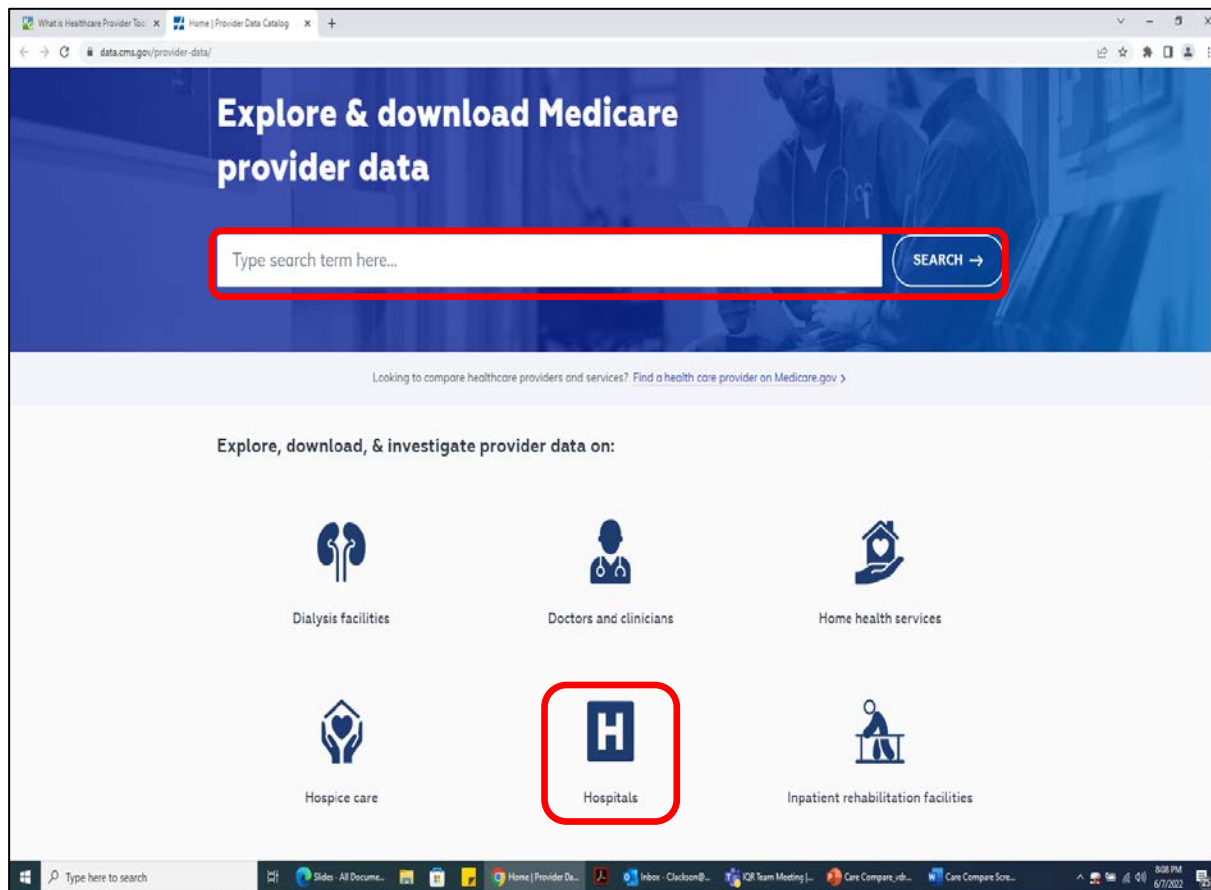 What is Healthcare Provider Too
Home | Provider Data Catalog
data.cms.gov/provider-data/
Explore & download Medicare
provider data
Type search term here...
SEARCH →
Looking to compare healthcare providers and services? Find a health care provider on Medicare.gov >
Explore, download, & investigate provider data on:
Dialysis facilities
Doctors and clinicians
Home health services
H
Hospice care
Hospitals
Inpatient rehabilitation facilities
Type here to search
Slides - All Docume...
Home | Provider Da...
Inbox - Clackson@...
IQR Team Meeting |...
Care Compare_vdr...
Care Compare Scre...
8:08 PM
6/7/2022